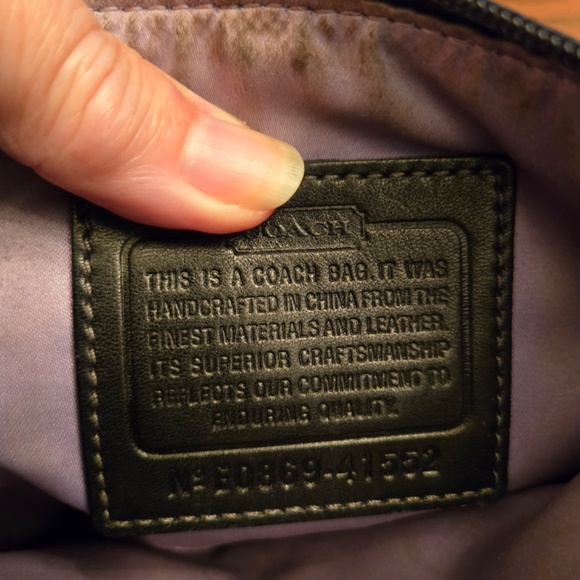 COACH
THIS IS A COACH BAG. IT WAS
HANDCRAFTED IN CHINA FROM THE
FINEST MATERIALS AND LEATHER.
ITS SUPERIOR CRAFTSMANSHIP
REFLECTS OUR COMMITMENT TO
ENDURING QUALITY.
Nº E0869-41552